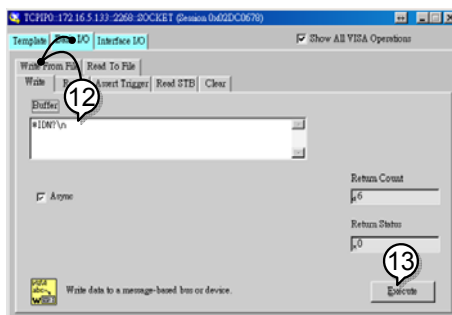 TCPIP0::172.16.5.133::2268::SOCKET (Session 0x02DC0678)
Template Basic I/O Interface I/O Show All VISA Operations
Write From File Read To File
Write Assert Trigger Read STB Clear
12
Buffer
*IDN?\n
Return Count
6
Async
Return Status
0
13
Write data to a message-based bus or device.
Execute